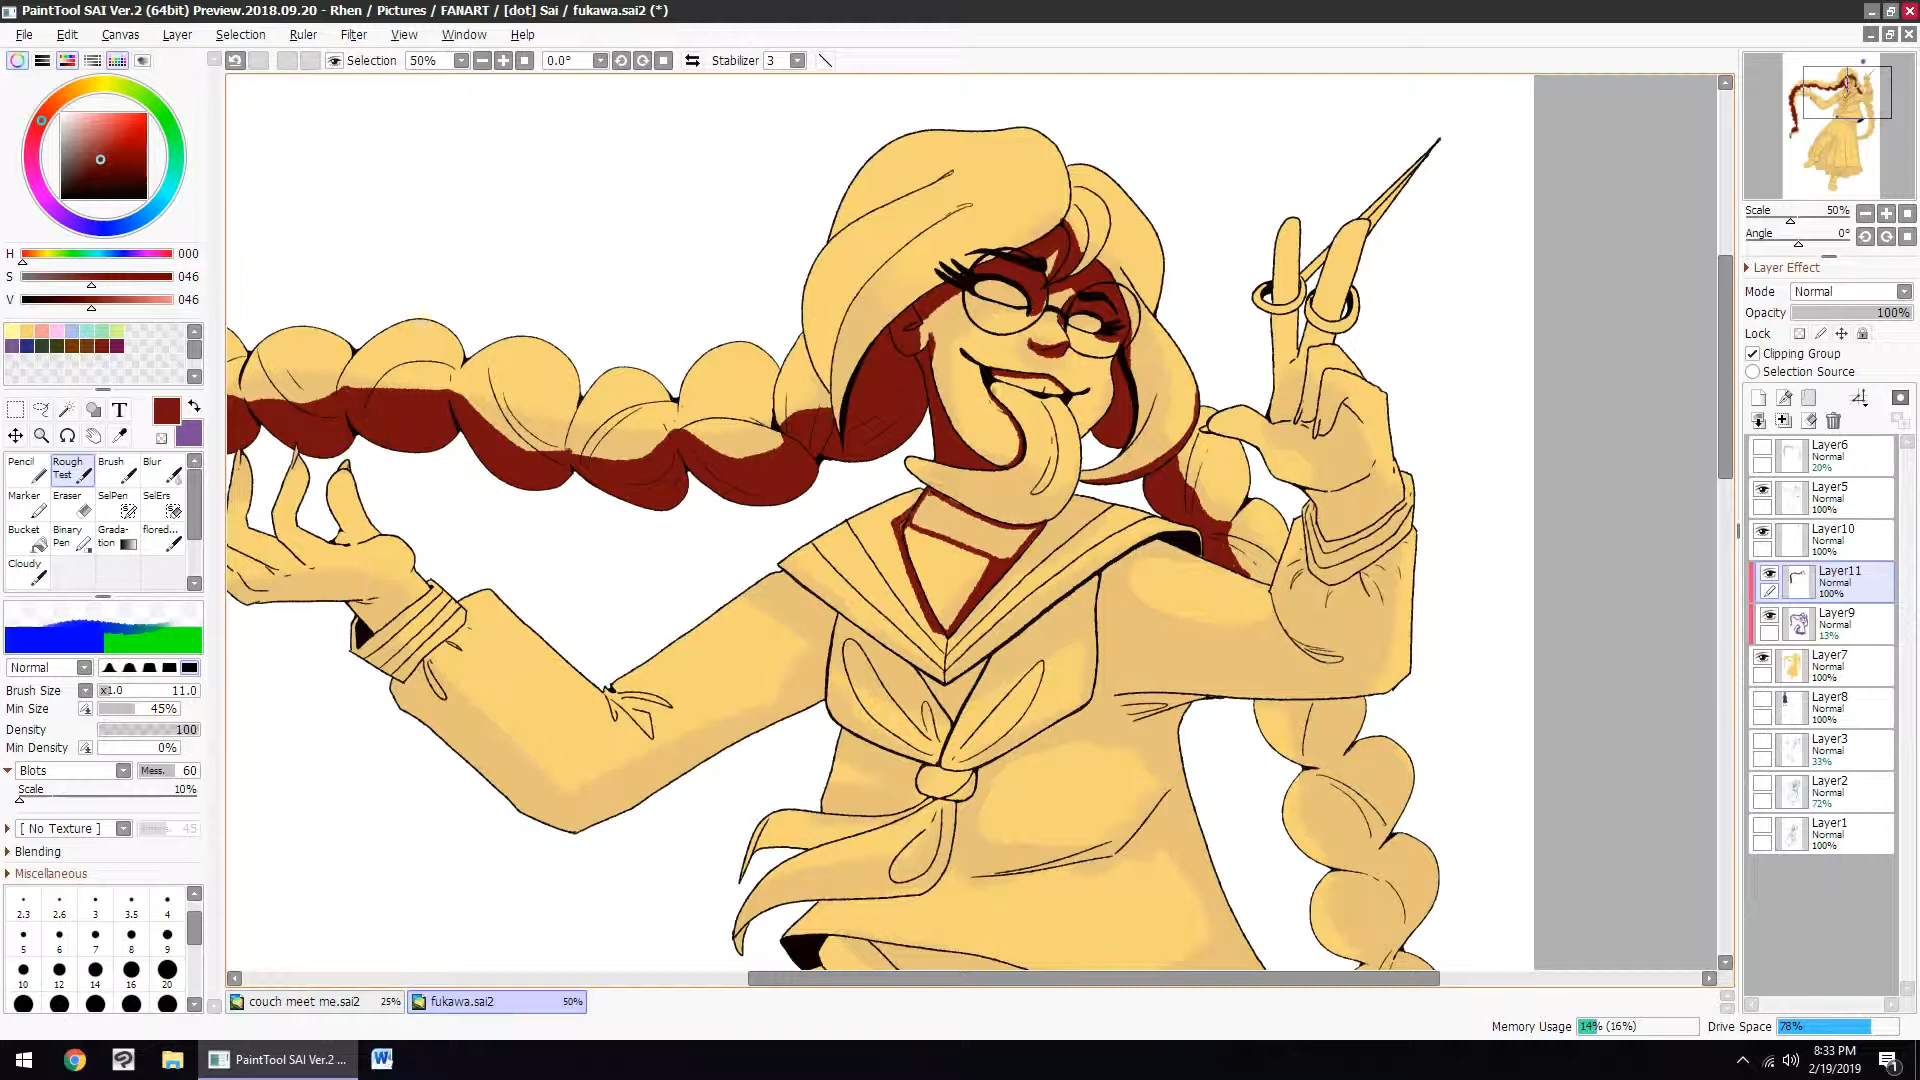 PaintTool SAI Ver.2 (64bit) Preview.2018.09.20 - Rhen / Pictures / FANART / [dot] Sai / fukawa.sai2 (*)
File Edit Canvas Layer Selection Ruler Filter View Window Help
Selection 50% 0.0° Stabilizer 3
H 000
S 046
V 046
T
Pencil Rough Test Brush Blur
Marker Eraser SelPen SelErs
Bucket Binary Pen Grada-tion flored...
Cloudy
Normal
Brush Size x1.0 11.0
Min Size 45%
Density 100
Min Density 0%
Blots Mess. 60
Scale 10%
[ No Texture ] 45
Blending
Miscellaneous
2.3 2.6 3 3.5 4
5 6 7 8 9
10 12 14 16 20
couch meet me.sai2 25% fukawa.sai2 50%
Scale 50%
Angle 0°
Layer Effect
Mode Normal
Opacity 100%
Lock
Clipping Group
Selection Source
Layer6
Normal
20%
Layer5
Normal
100%
Layer10
Normal
100%
Layer11
Normal
100%
Layer9
Normal
13%
Layer7
Normal
100%
Layer8
Normal
100%
Layer3
Normal
33%
Layer2
Normal
72%
Layer1
Normal
100%
Memory Usage 14% (16%) Drive Space 78%
PaintTool SAI Ver.2 ...
W
8:33 PM
2/19/2019
1